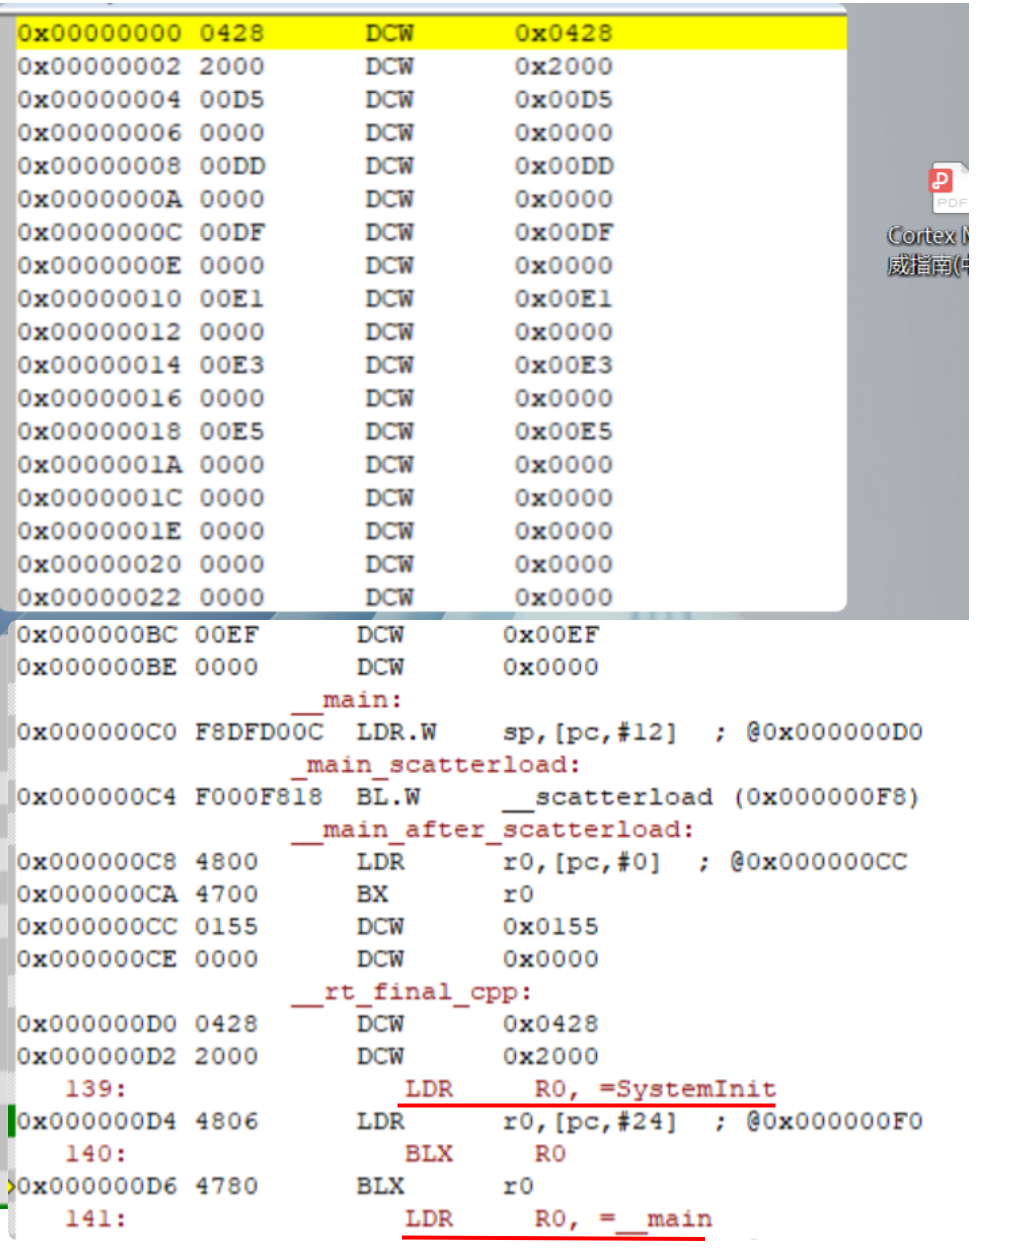 0x00000000 0428 DCW 0x0428
0x00000002 2000 DCW 0x2000
0x00000004 00D5 DCW 0x00D5
0x00000006 0000 DCW 0x0000
0x00000008 00DD DCW 0x00DD
0x0000000A 0000 DCW 0x0000
0x0000000C 00DF DCW 0x00DF
0x0000000E 0000 DCW 0x0000
0x00000010 00E1 DCW 0x00E1
0x00000012 0000 DCW 0x0000
0x00000014 00E3 DCW 0x00E3
0x00000016 0000 DCW 0x0000
0x00000018 00E5 DCW 0x00E5
0x0000001A 0000 DCW 0x0000
0x0000001C 0000 DCW 0x0000
0x0000001E 0000 DCW 0x0000
0x00000020 0000 DCW 0x0000
0x00000022 0000 DCW 0x0000
PDF
Cortex
威指南(
0x000000BC 00EF DCW 0x00EF
0x000000BE 0000 DCW 0x0000
__main:
0x000000C0 F8DFD00C LDR.W sp,[pc,#12] ; @0x000000D0
_main_scatterload:
0x000000C4 F000F818 BL.W __scatterload (0x000000F8)
__main_after_scatterload:
0x000000C8 4800 LDR r0,[pc,#0] ; @0x000000CC
0x000000CA 4700 BX r0
0x000000CC 0155 DCW 0x0155
0x000000CE 0000 DCW 0x0000
__rt_final_cpp:
0x000000D0 0428 DCW 0x0428
0x000000D2 2000 DCW 0x2000
139: LDR R0, =SystemInit
0x000000D4 4806 LDR r0,[pc,#24] ; @0x000000F0
140: BLX R0
0x000000D6 4780 BLX r0
141: LDR R0, =__main